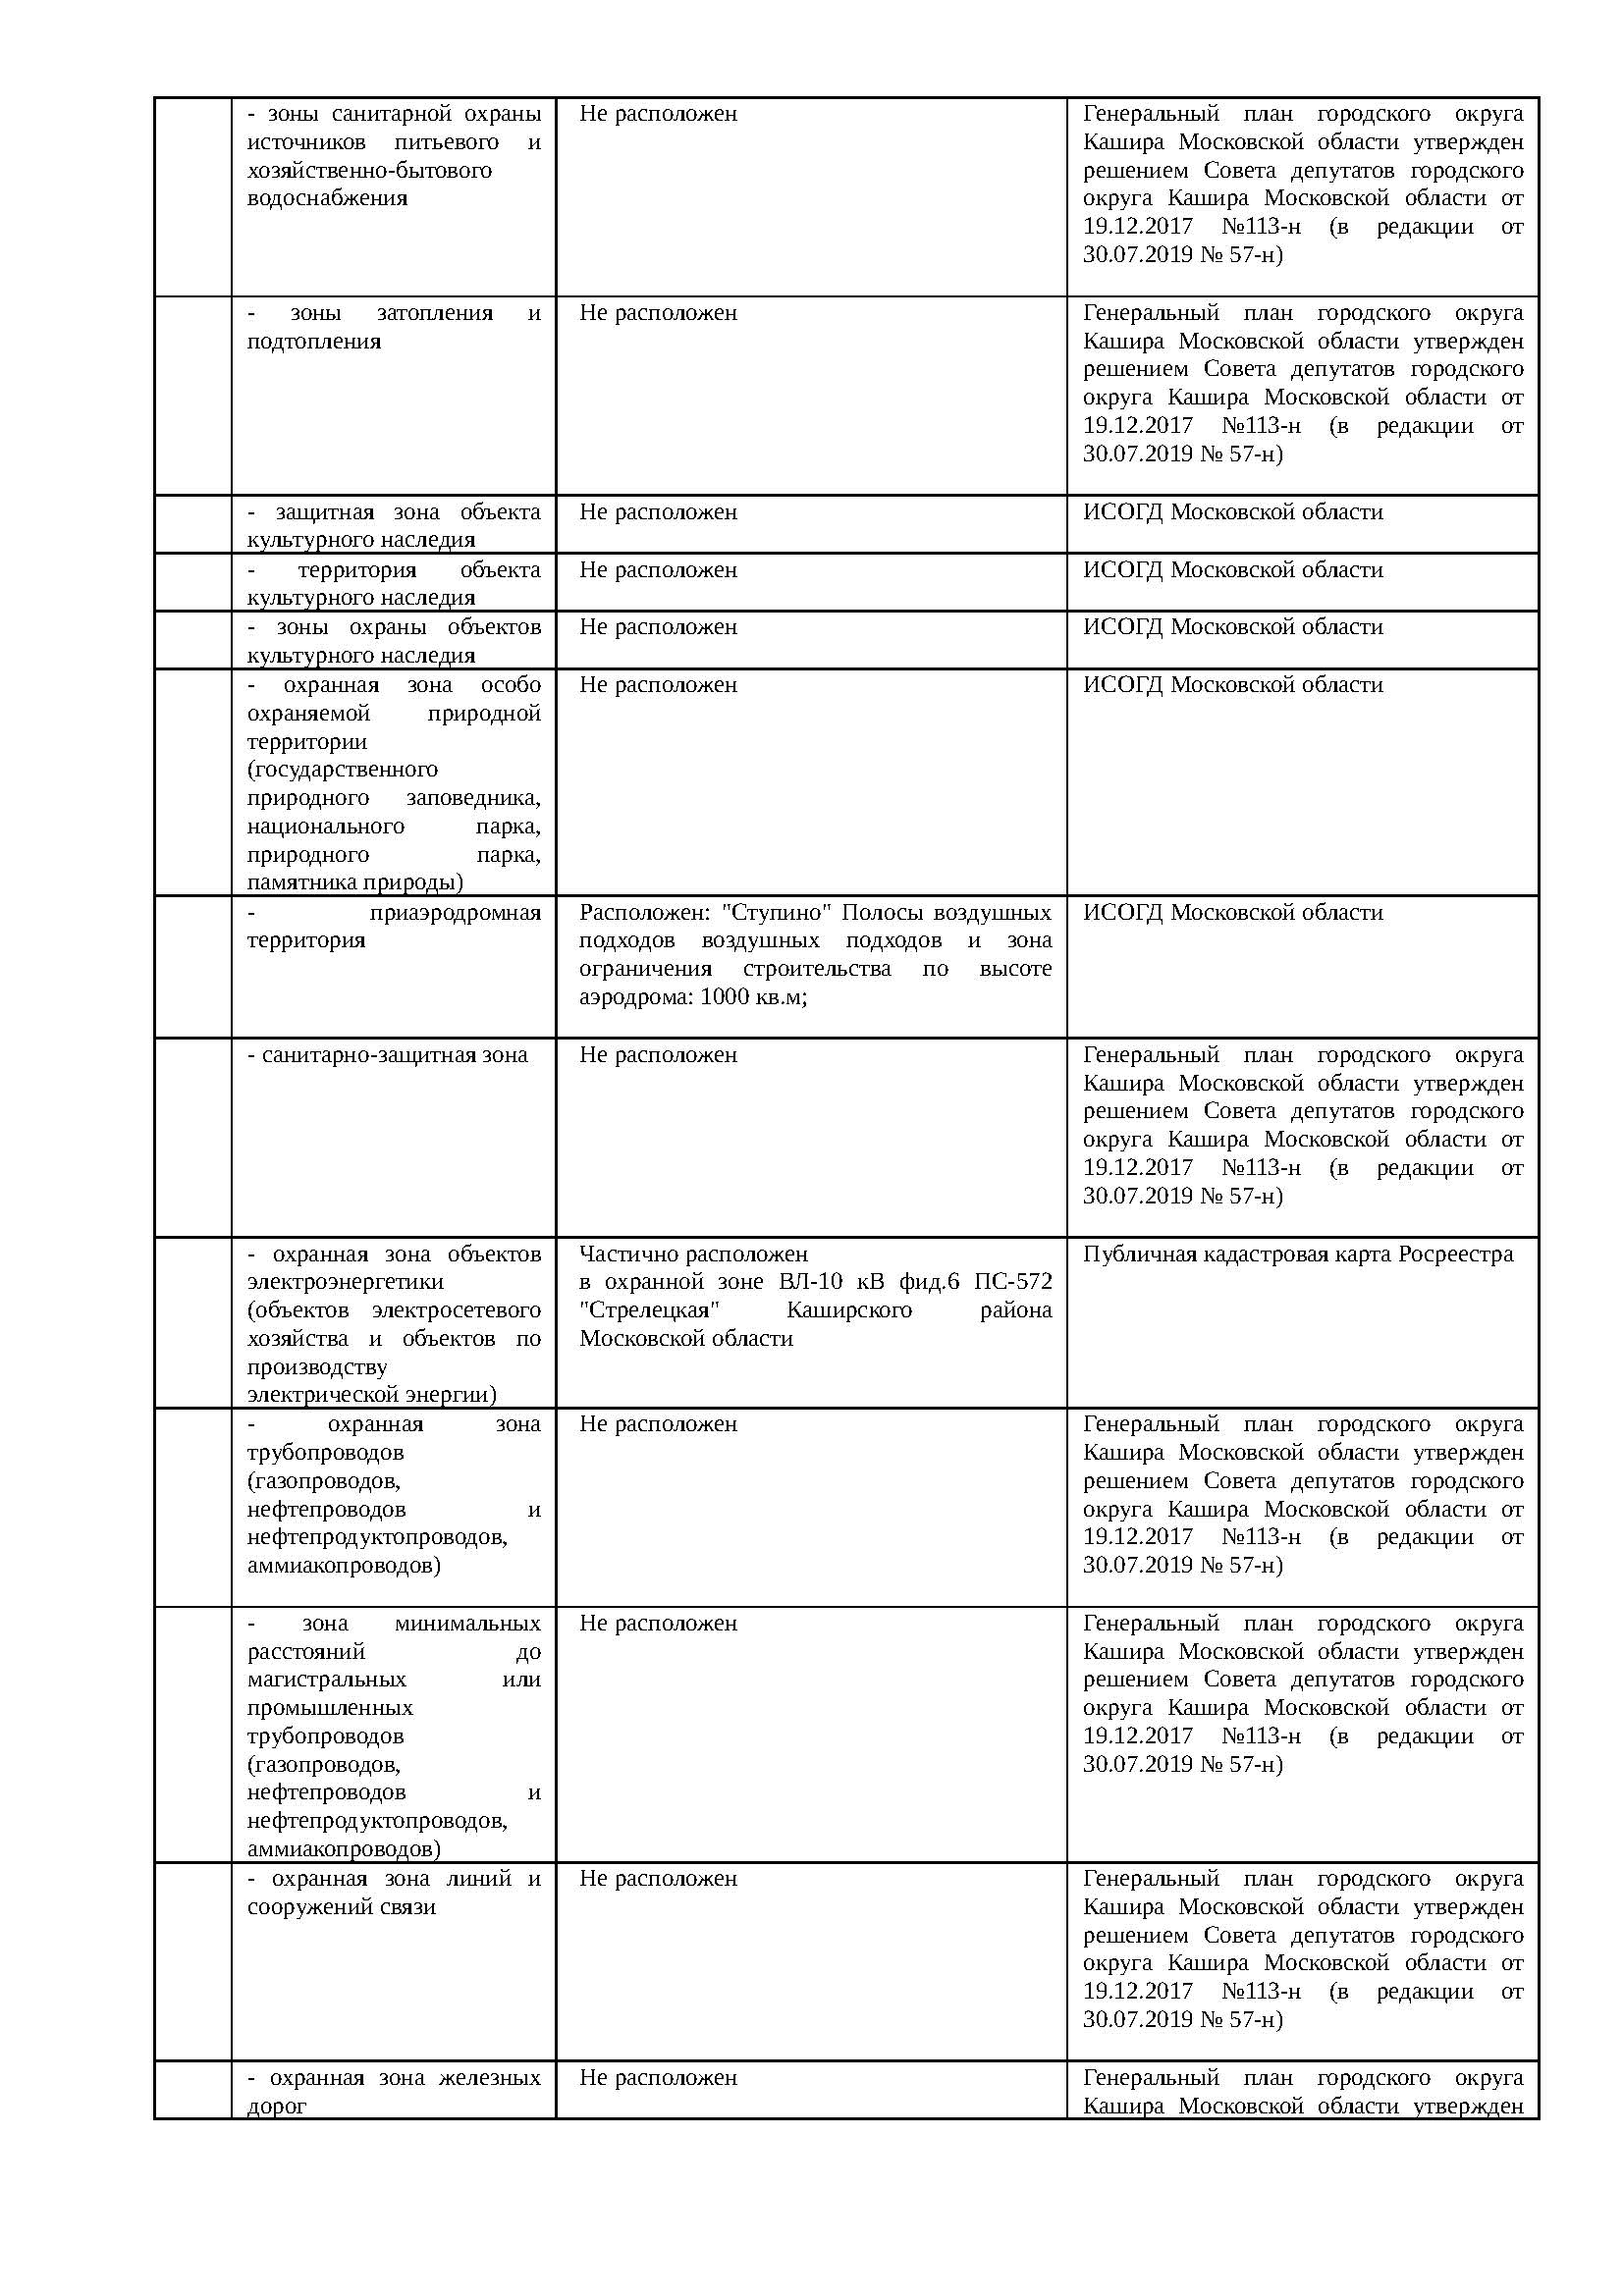 - зоны санитарной охраны
источников питьевого и
хозяйственно-бытового
водоснабжения
Не расположен
Генеральный план городского округа
Кашира Московской области утвержден
решением Совета депутатов городского
округа Кашира Московской области от
19.12.2017 №113-н (в редакции от
30.07.2019 № 57-н)
- зоны затопления и
подтопления
Не расположен
Генеральный план городского округа
Кашира Московской области утвержден
решением Совета депутатов городского
округа Кашира Московской области от
19.12.2017 №113-н (в редакции от
30.07.2019 № 57-н)
- защитная зона объекта
культурного наследия
Не расположен
ИСОГД Московской области
- территория объекта
культурного наследия
Не расположен
ИСОГД Московской области
- зоны охраны объектов
культурного наследия
Не расположен
ИСОГД Московской области
- охранная зона особо
охраняемой природной
территории
(государственного
природного заповедника,
национального парка,
природного парка,
памятника природы)
Не расположен
ИСОГД Московской области
- приаэродромная
территория
Расположен: "Ступино" Полосы воздушных
подходов воздушных подходов и зона
ограничения строительства по высоте
аэродрома: 1000 кв.м;
ИСОГД Московской области
- санитарно-защитная зона
Не расположен
Генеральный план городского округа
Кашира Московской области утвержден
решением Совета депутатов городского
округа Кашира Московской области от
19.12.2017 №113-н (в редакции от
30.07.2019 № 57-н)
- охранная зона объектов
электроэнергетики
(объектов электросетевого
хозяйства и объектов по
производству
электрической энергии)
Частично расположен
в охранной зоне ВЛ-10 кВ фид.6 ПС-572
"Стрелецкая" Каширского района
Московской области
Публичная кадастровая карта Росреестра
- охранная зона
трубопроводов
(газопроводов,
нефтепроводов и
нефтепродуктопроводов,
аммиакопроводов)
Не расположен
Генеральный план городского округа
Кашира Московской области утвержден
решением Совета депутатов городского
округа Кашира Московской области от
19.12.2017 №113-н (в редакции от
30.07.2019 № 57-н)
- зона минимальных
расстояний до
магистральных или
промышленных
трубопроводов
(газопроводов,
нефтепроводов и
нефтепродуктопроводов,
аммиакопроводов)
Не расположен
Генеральный план городского округа
Кашира Московской области утвержден
решением Совета депутатов городского
округа Кашира Московской области от
19.12.2017 №113-н (в редакции от
30.07.2019 № 57-н)
- охранная зона линий и
сооружений связи
Не расположен
Генеральный план городского округа
Кашира Московской области утвержден
решением Совета депутатов городского
округа Кашира Московской области от
19.12.2017 №113-н (в редакции от
30.07.2019 № 57-н)
- охранная зона железных
дорог
Не расположен
Генеральный план городского округа
Кашира Московской области утвержден